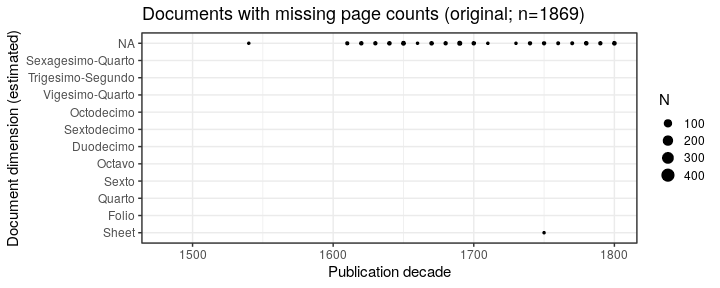 Documents with missing page counts (original; n=1869)
Document dimension (estimated)
NA
Sexagesimo-Quarto
Trigesimo-Segundo
Vigesimo-Quarto
Octodecimo
Sextodecimo
Duodecimo
Octavo
Sexto
Quarto
Folio
Sheet
1500 1600 1700 1800
Publication decade
N
100
200
300
400